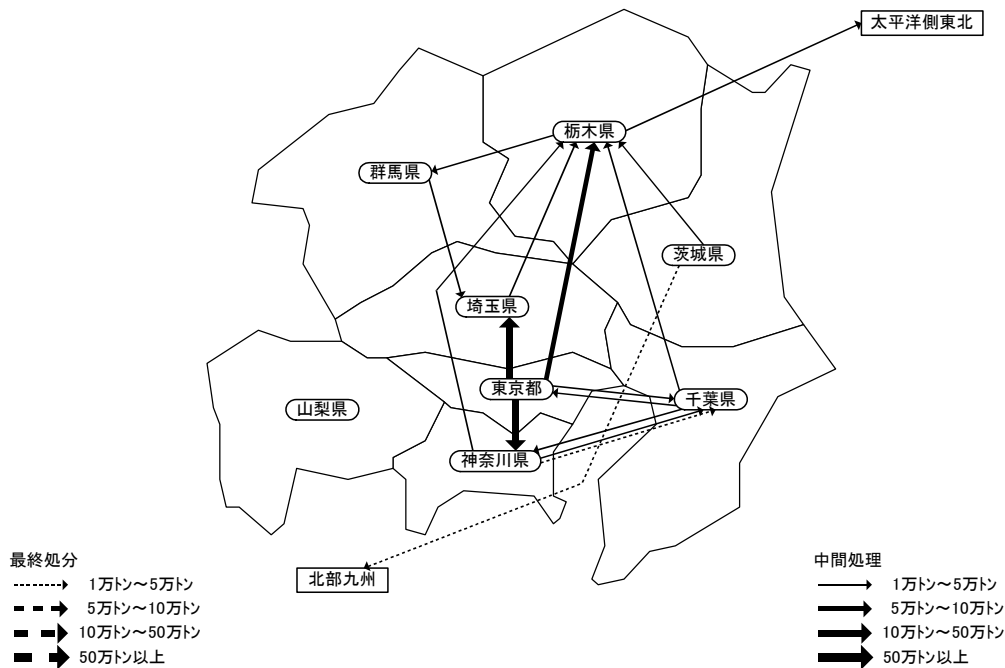 太平洋側東北
栃木県
群馬県
茨城県
埼玉県
東京都
千葉県
山梨県
神奈川県
北部九州
最終処分
1万トン～5万トン
5万トン～10万トン
10万トン～50万トン
50万トン以上
中間処理
1万トン～5万トン
5万トン～10万トン
10万トン～50万トン
50万トン以上